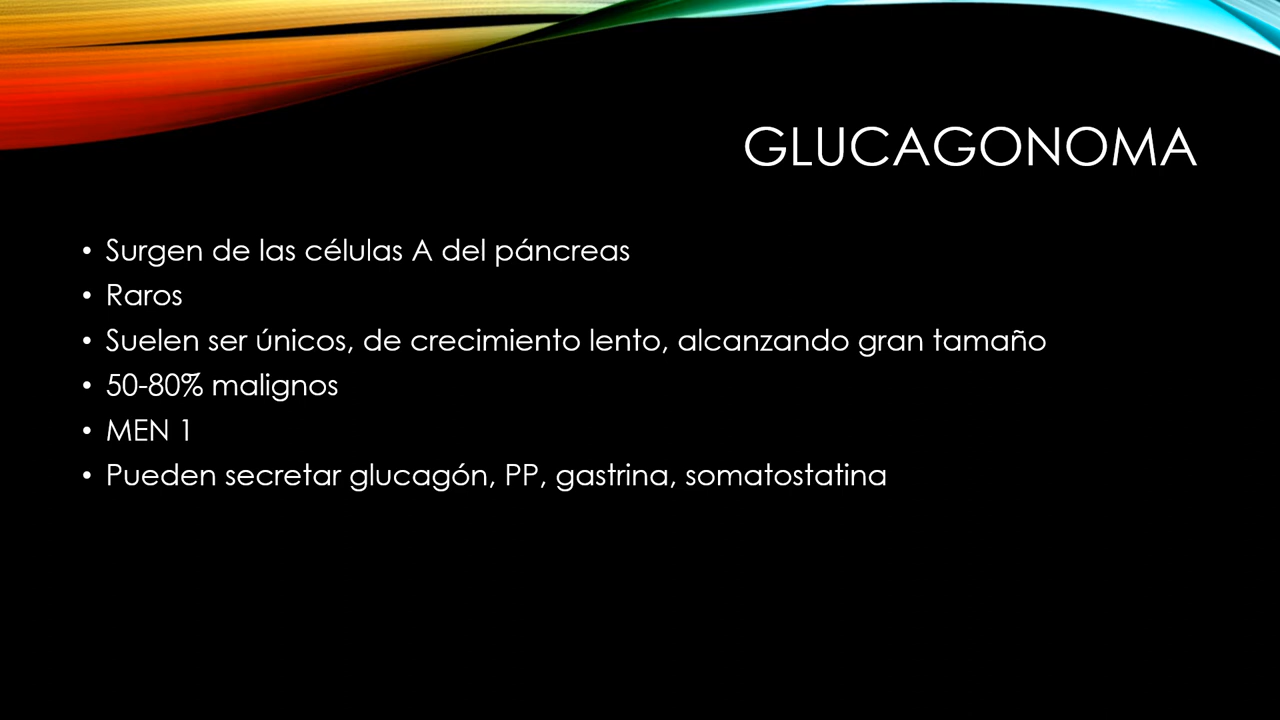 GLUCAGONOMA
• Surgen de las células A del páncreas
• Raros
• Suelen ser únicos, de crecimiento lento, alcanzando gran tamaño
• 50-80% malignos
• MEN 1
• Pueden secretar glucagón, PP, gastrina, somatostatina